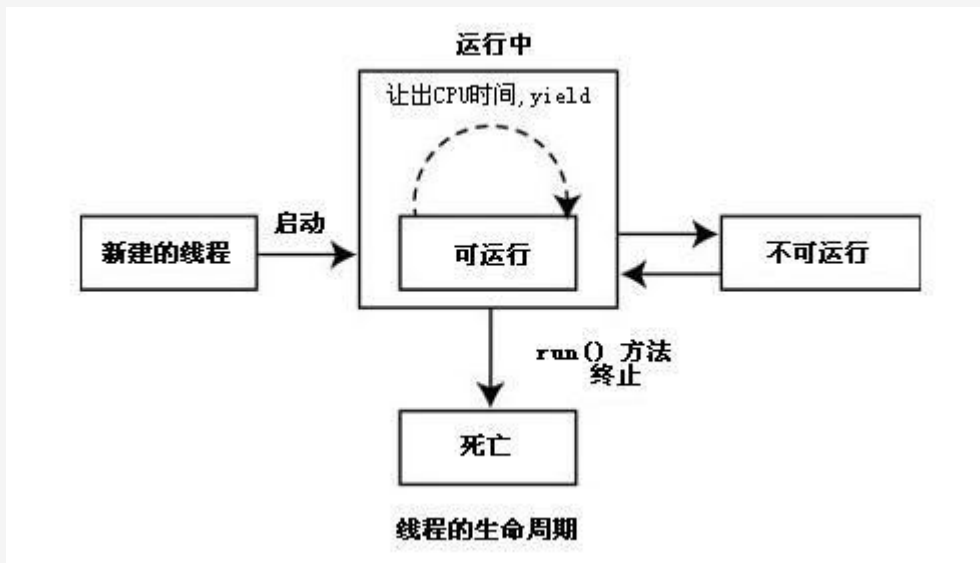 运行中
让出CPU时间,yield
新建的线程
启动
可运行
不可运行
run() 方法
终止
死亡
线程的生命周期